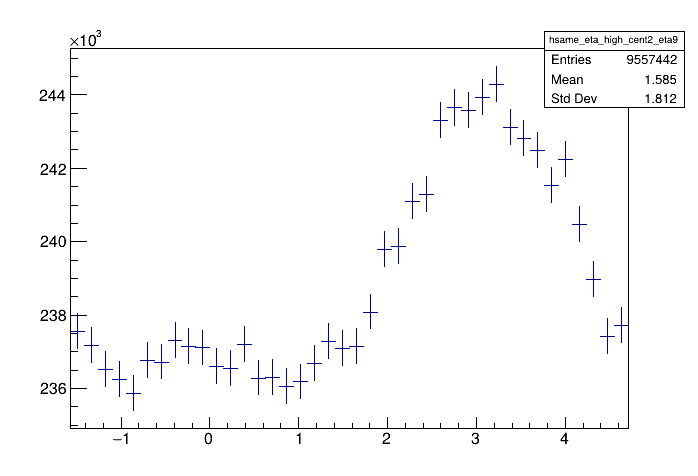 ×10³
hsame_eta_high_cent2_eta9
Entries 9557442
Mean 1.585
Std Dev 1.812
244
242
240
238
236
−1 0 1 2 3 4